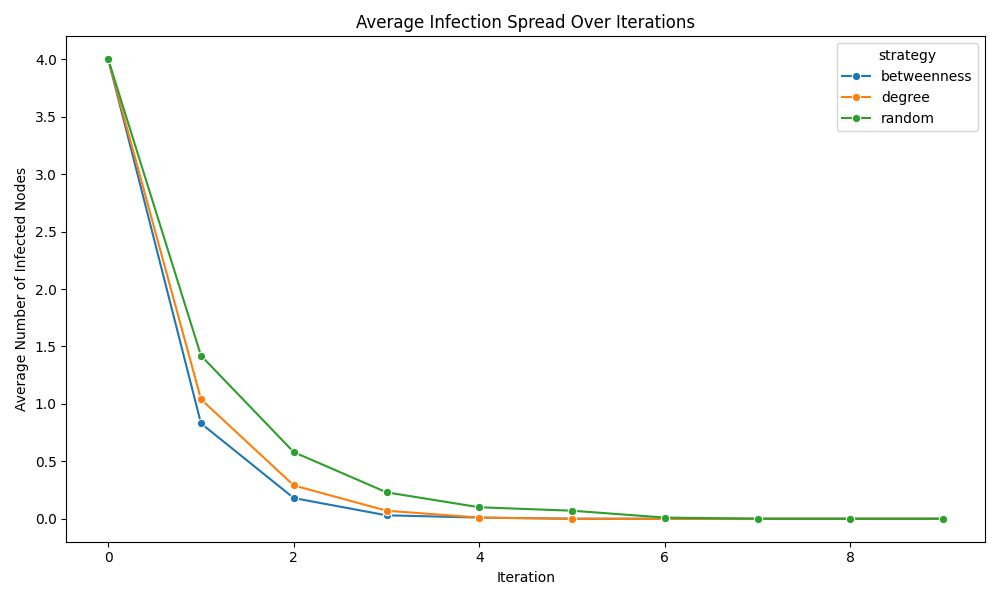 Average Infection Spread Over Iterations
strategy
betweenness
degree
random
Average Number of Infected Nodes
4.0
3.5
3.0
2.5
2.0
1.5
1.0
0.5
0.0
0 2 4 6 8
Iteration